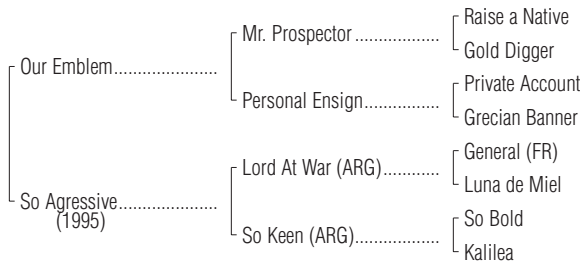 Raise a Native
Mr. Prospector
Gold Digger
Our Emblem
Private Account
Personal Ensign
Grecian Banner
General (FR)
Lord At War (ARG)
Luna de Miel
So Agressive
(1995)
So Bold
So Keen (ARG)
Kalilea